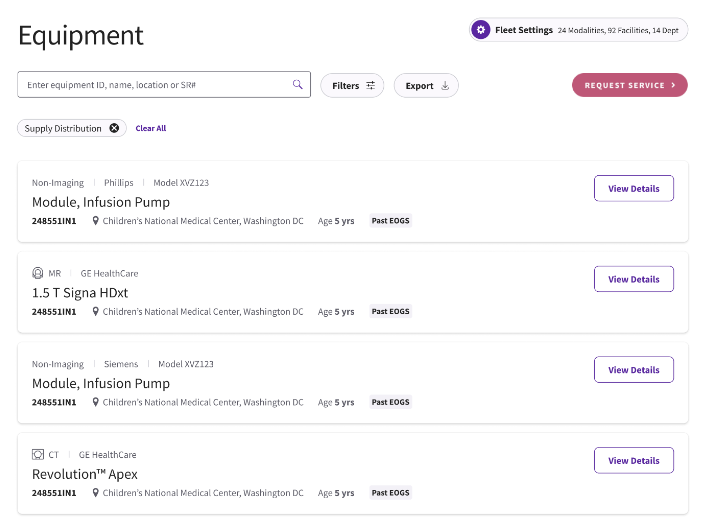 Equipment
Fleet Settings 24 Modalities, 92 Facilities, 14 Dept
Enter equipment ID, name, location or SR#
Filters
Export
REQUEST SERVICE
Supply Distribution
Clear All
Non-Imaging Phillips Model XVZ123
Module, Infusion Pump
248551IN1 Children's National Medical Center, Washington DC Age 5 yrs Past EOGS
View Details
MR GE HealthCare
1.5 T Signa HDxt
248551IN1 Children's National Medical Center, Washington DC Age 5 yrs Past EOGS
View Details
Non-Imaging Siemens Model XVZ123
Module, Infusion Pump
248551IN1 Children's National Medical Center, Washington DC Age 5 yrs Past EOGS
View Details
CT GE HealthCare
Revolution™ Apex
248551IN1 Children's National Medical Center, Washington DC Age 5 yrs Past EOGS
View Details